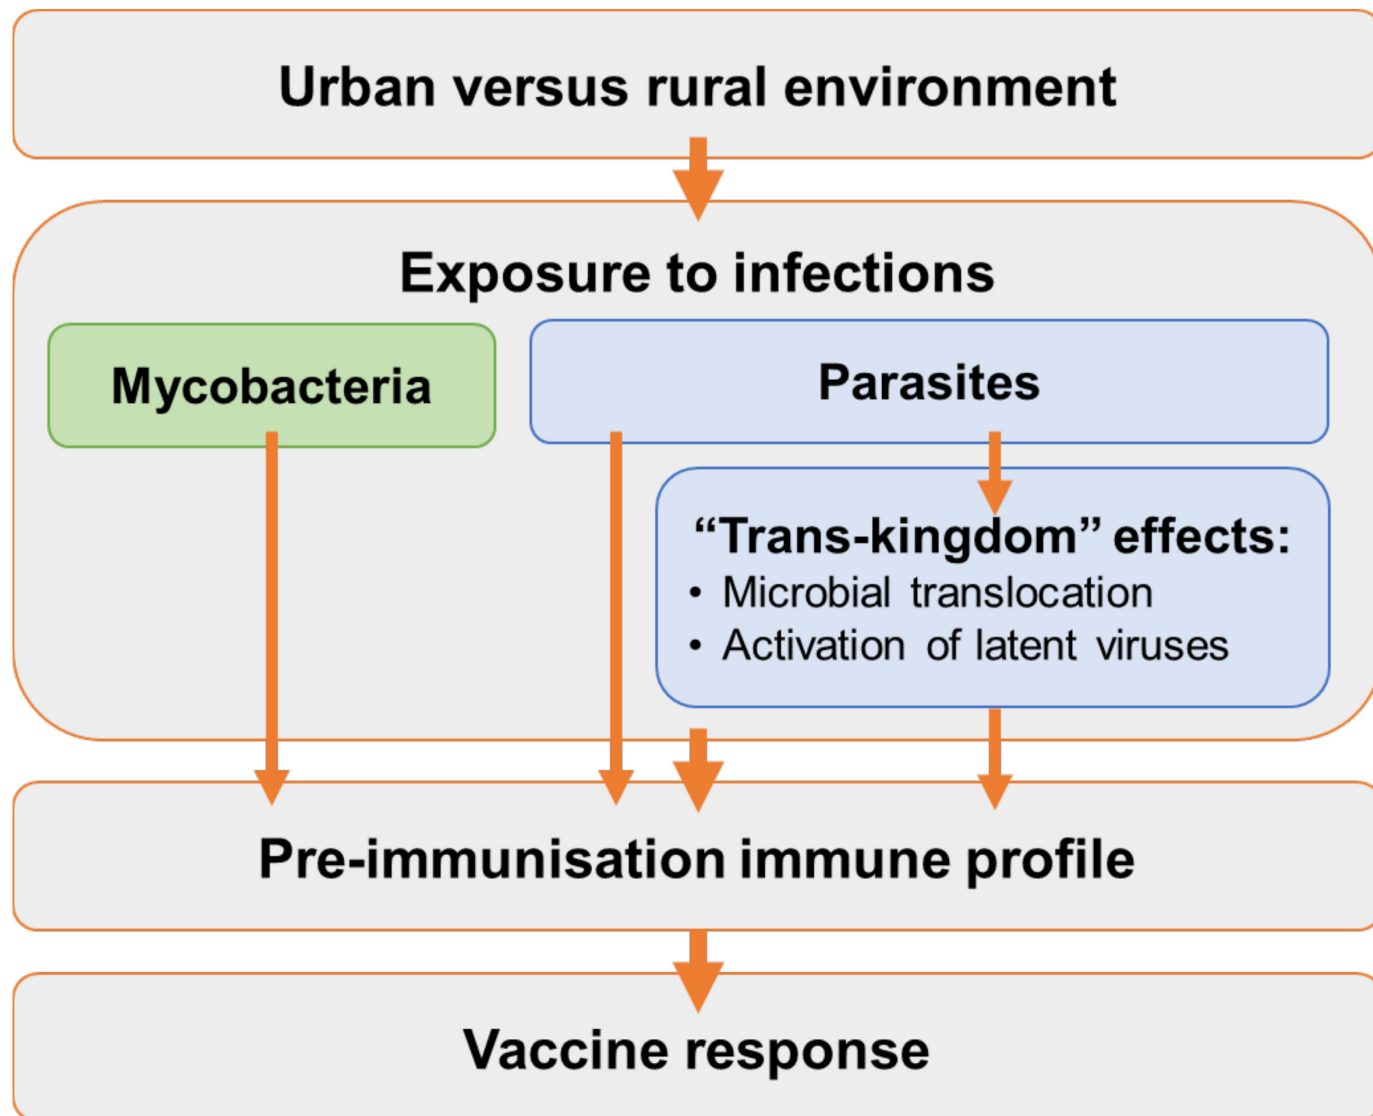 Urban versus rural environment
Exposure to infections
Mycobacteria
Parasites
“Trans-kingdom” effects:
• Microbial translocation
• Activation of latent viruses
Pre-immunisation immune profile
Vaccine response